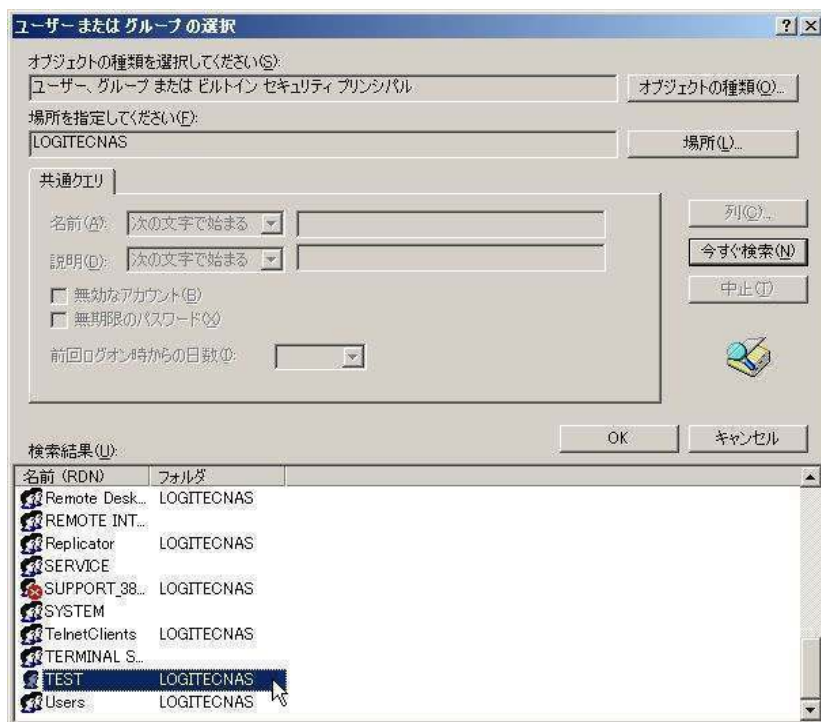 ユーザー または グループ の選択
オブジェクトの種類を選択してください(S):
ユーザー、グループ または ビルトイン セキュリティ プリンシパル
オブジェクトの種類(O)...
場所を指定してください(F):
LOGITECNAS
場所(L)...
共通クエリ
名前(A):
次の文字で始まる
説明(D):
次の文字で始まる
無効なアカウント(B)
無期限のパスワード(X)
前回ログオン時からの日数(I):
列(C)...
今すぐ検索(N)
中止(T)
OK
キャンセル
検索結果(U):
名前 (RDN) フォルダ
Remote Desk... LOGITECNAS
REMOTE INT...
Replicator LOGITECNAS
SERVICE
SUPPORT_38... LOGITECNAS
SYSTEM
TelnetClients LOGITECNAS
TERMINAL S...
TEST LOGITECNAS
Users LOGITECNAS